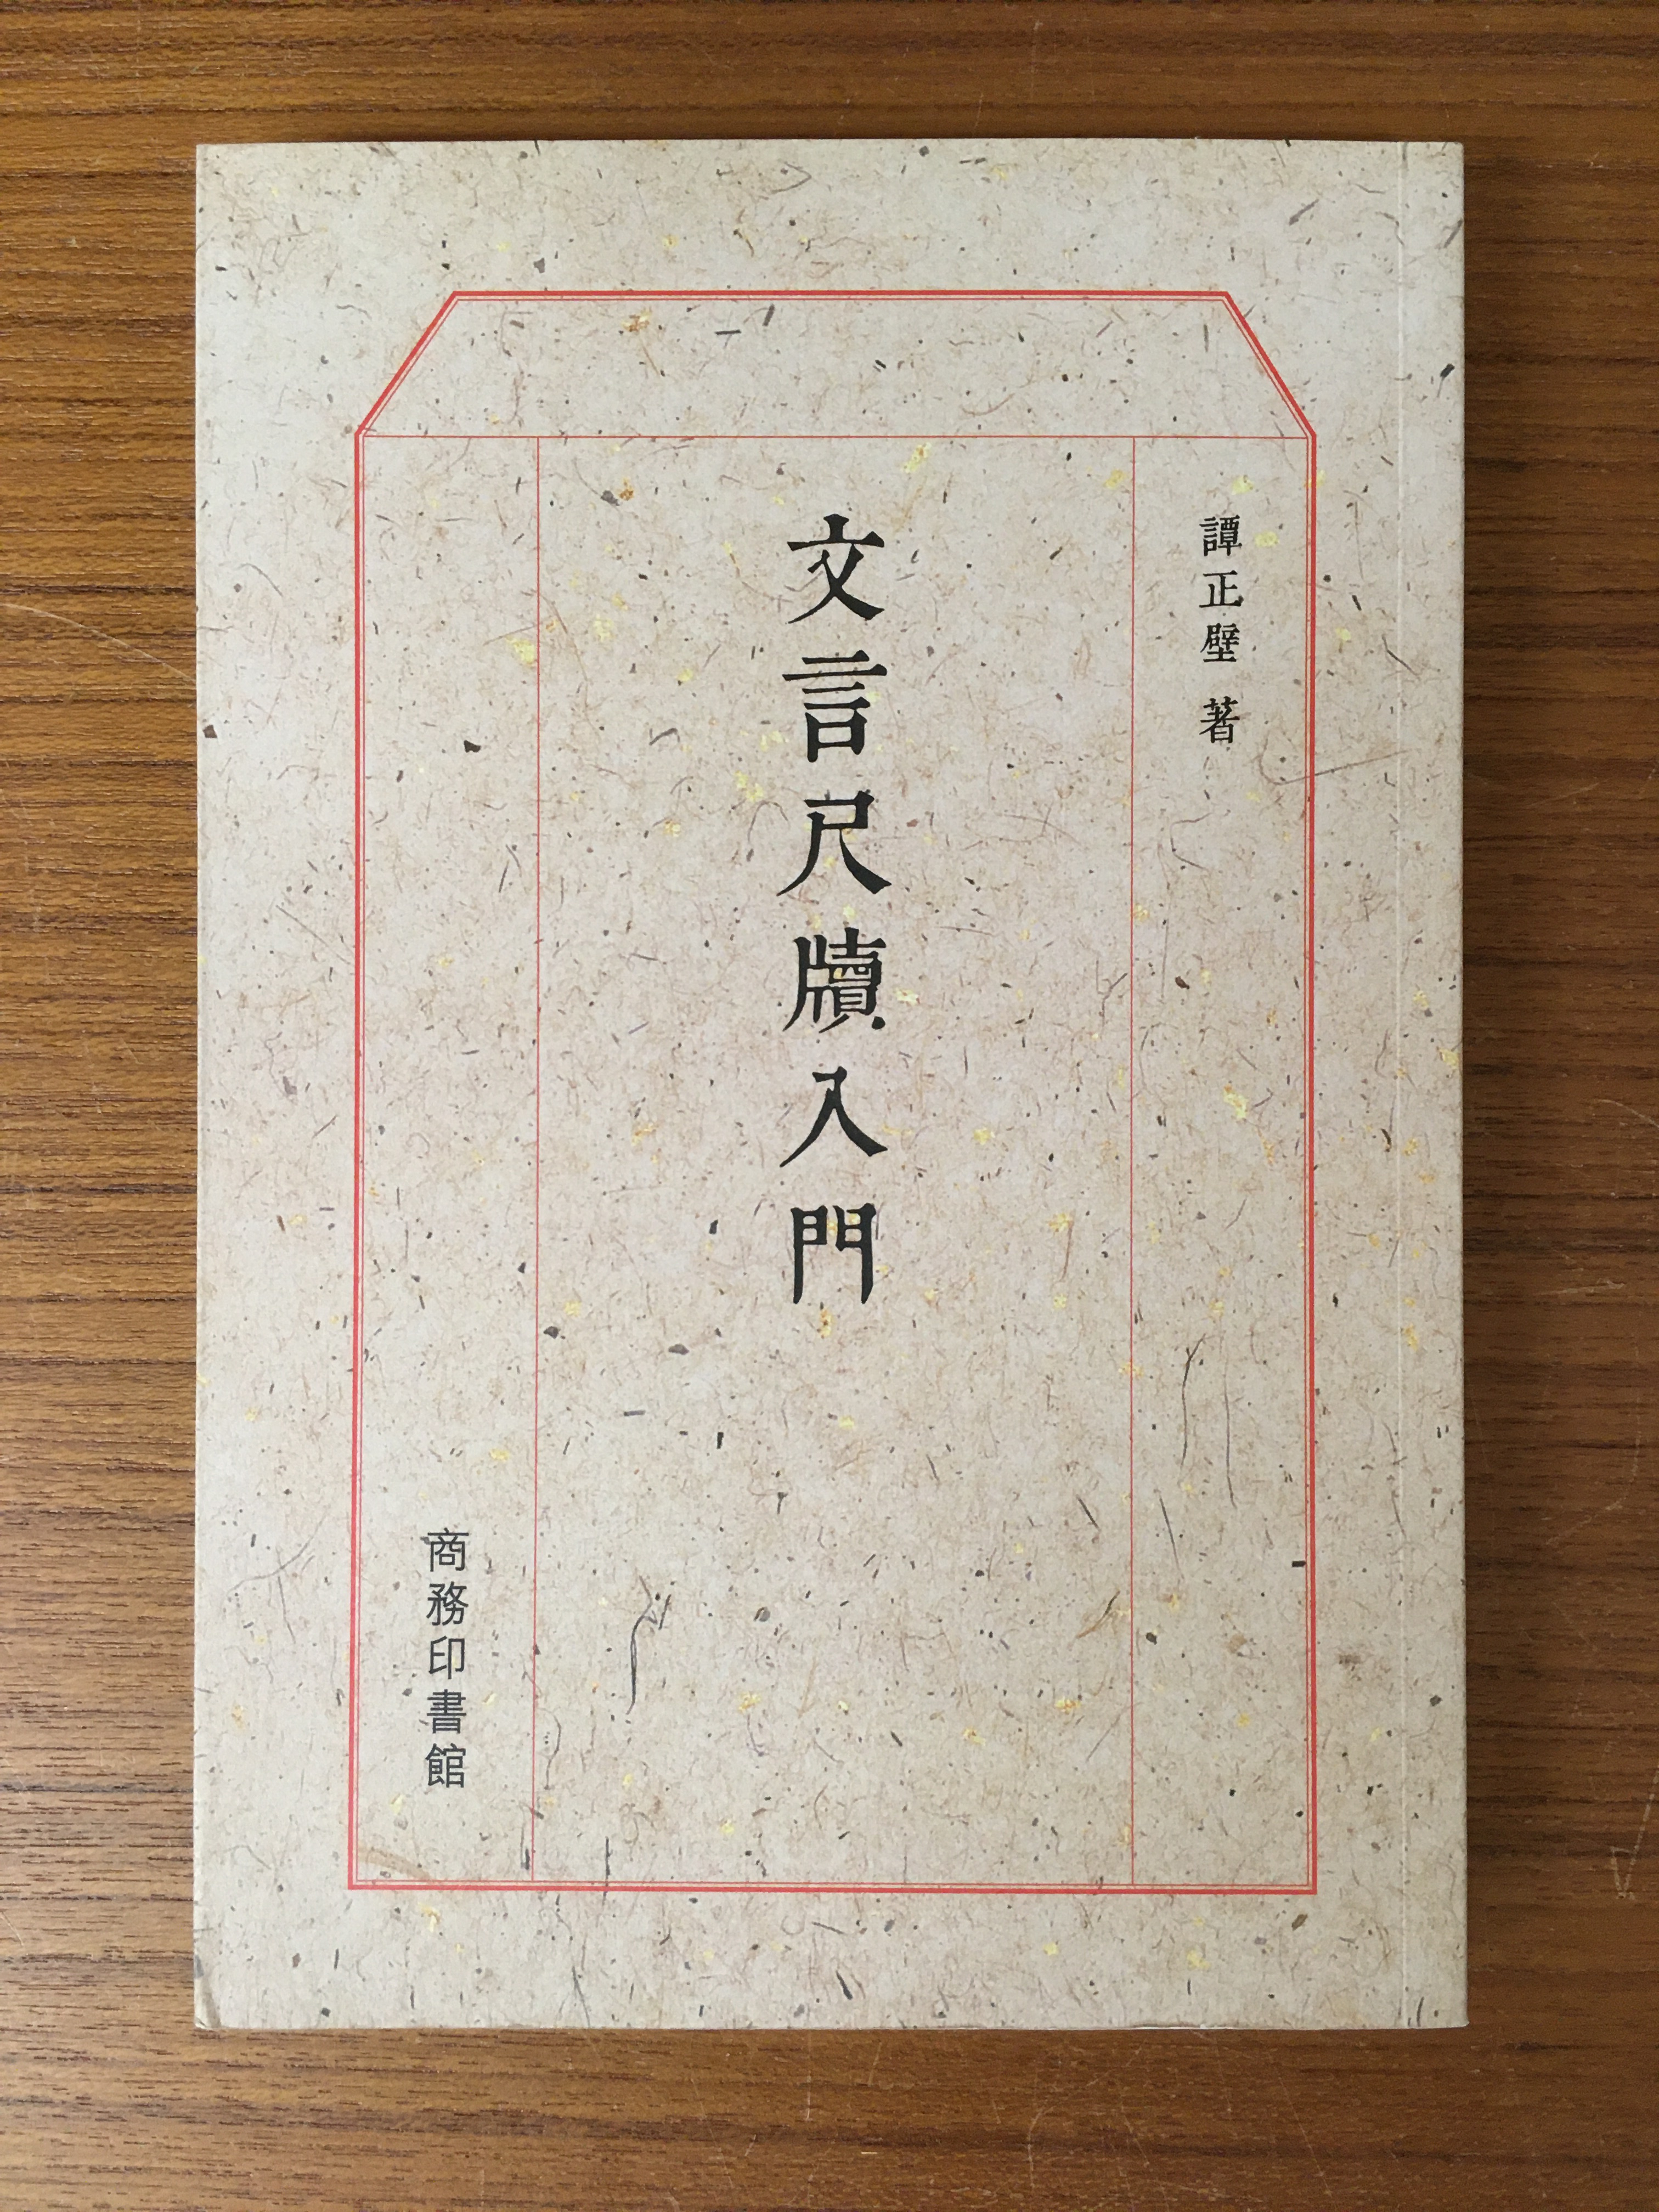 譚正璧 著
文言尺牘入門
商務印書館